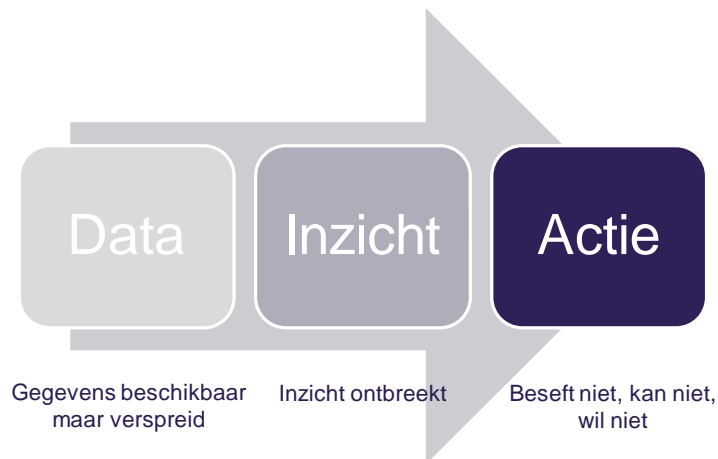 Data
Inzicht
Actie
Gegevens beschikbaar
maar verspreid
Inzicht ontbreekt
Beseft niet, kan niet,
wil niet